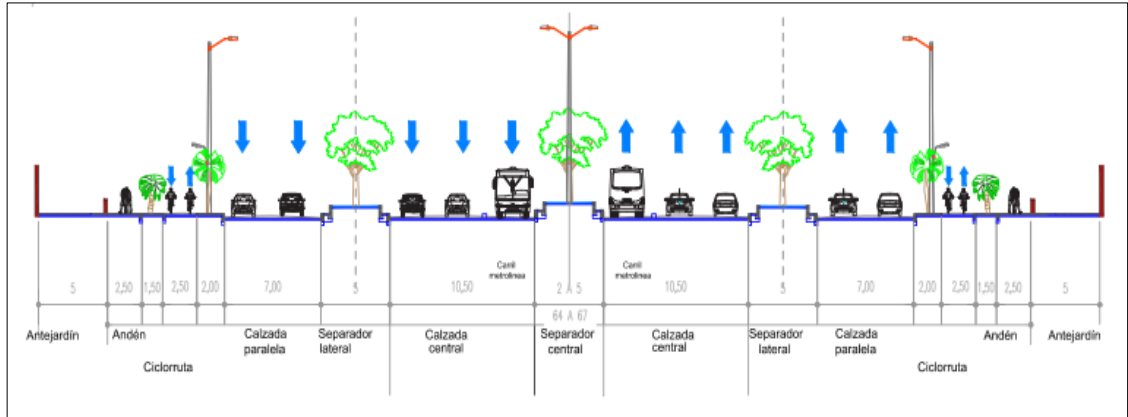 Carril
metrolinea
Carril
metrolinea
5 2,50 1,50 2,50 2,00 7,00 5 10,50 2 A 5 10,50 5 7,00 2,00 2,50 1,50 2,50 5
64 A 67
Antejardín
Andén
Calzada
paralela
Separador
lateral
Calzada
central
Separador
central
Calzada
central
Separador
lateral
Calzada
paralela
Andén
Antejardín
Ciclorruta
Ciclorruta